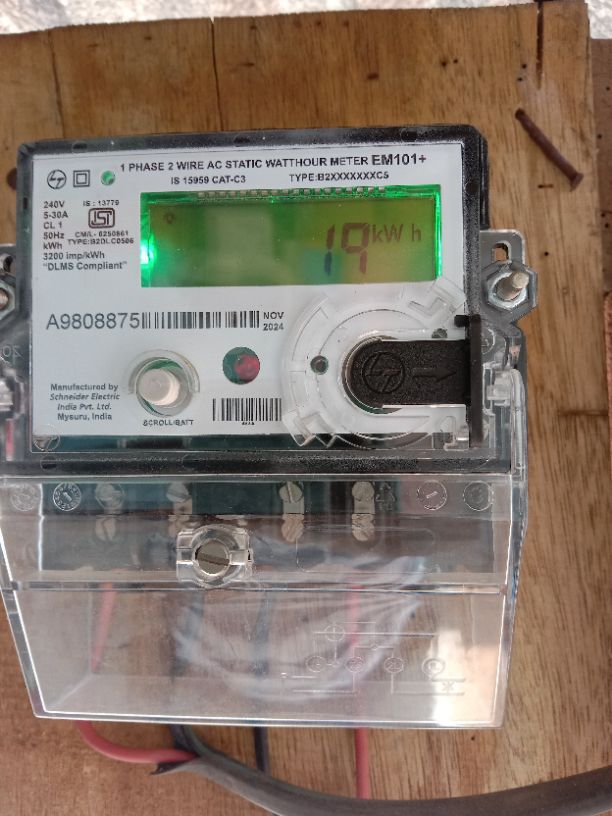 1 PHASE 2 WIRE AC STATIC WATTHOUR METER EM101+
IS 15959 CAT-C3 TYPE:B2XXXXXXXC5
240V IS : 13779
5-30A
CL 1
50Hz CM/L - 6250861
kWh TYPE:B2DLC0506
3200 imp/kWh
"DLMS Compliant"
19 kWh
A9808875 NOV
2024
Manufactured by
Schneider Electric
India Pvt. Ltd.
Mysuru, India
SCROLL/BATT